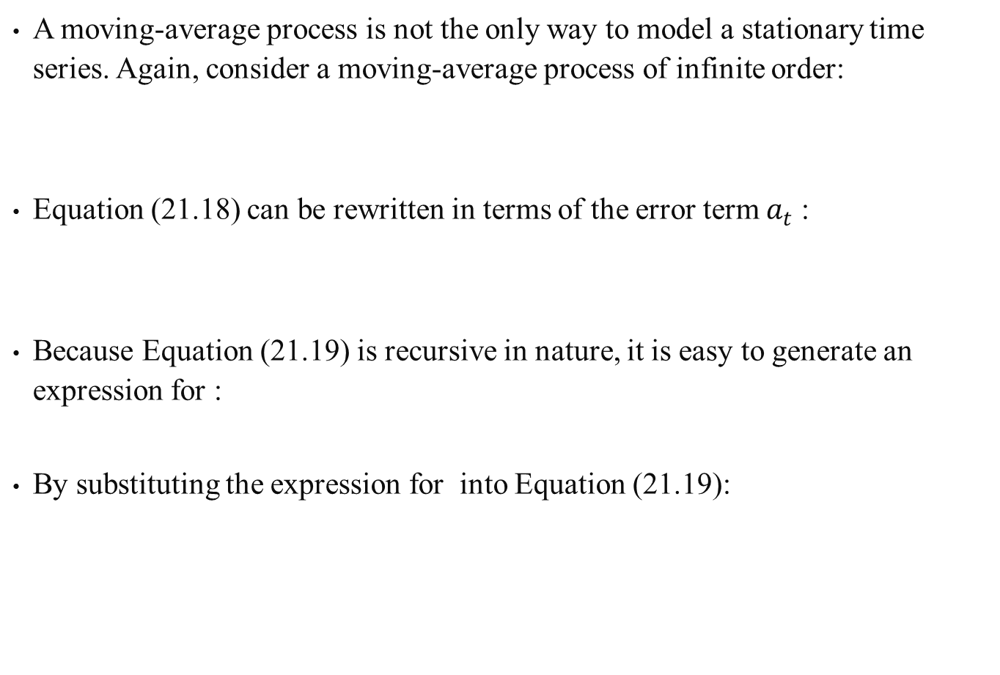 • A moving-average process is not the only way to model a stationary time
series. Again, consider a moving-average process of infinite order:
• Equation (21.18) can be rewritten in terms of the error term 𝑎ₜ :
• Because Equation (21.19) is recursive in nature, it is easy to generate an
expression for :
• By substituting the expression for  into Equation (21.19):